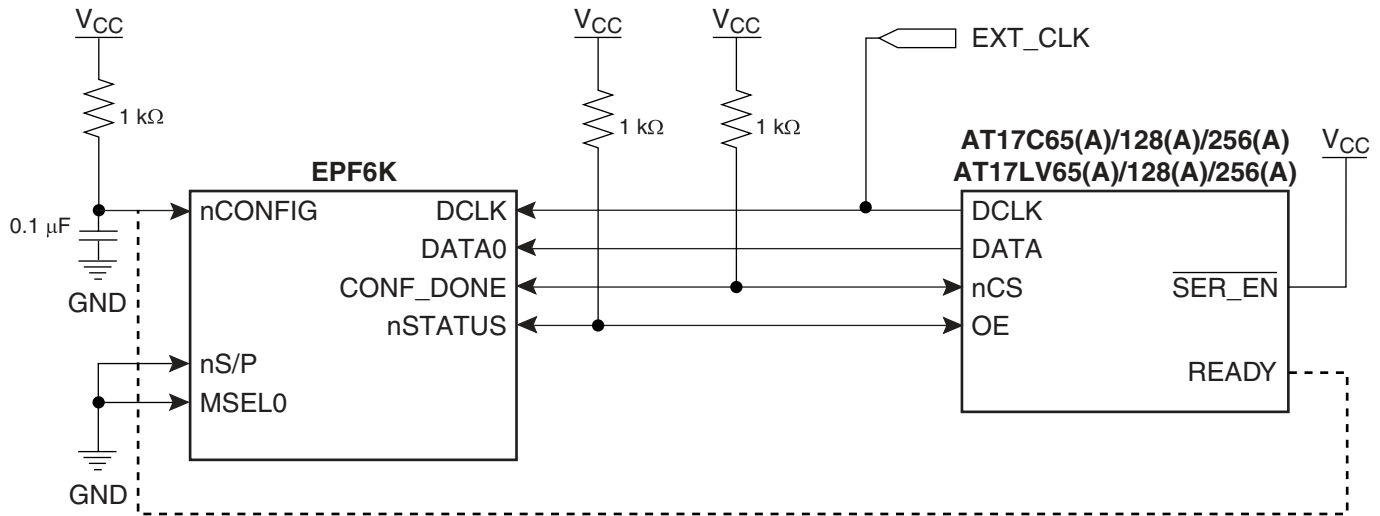 VCC
VCC
VCC
EXT_CLK
1 kΩ
1 kΩ
1 kΩ
AT17C65(A)/128(A)/256(A)
AT17LV65(A)/128(A)/256(A)
VCC
EPF6K
0.1 μF
GND
nCONFIG
DCLK
DATA0
CONF_DONE
nSTATUS
nS/P
MSEL0
GND
DCLK
DATA
nCS
OE
SER_EN
READY